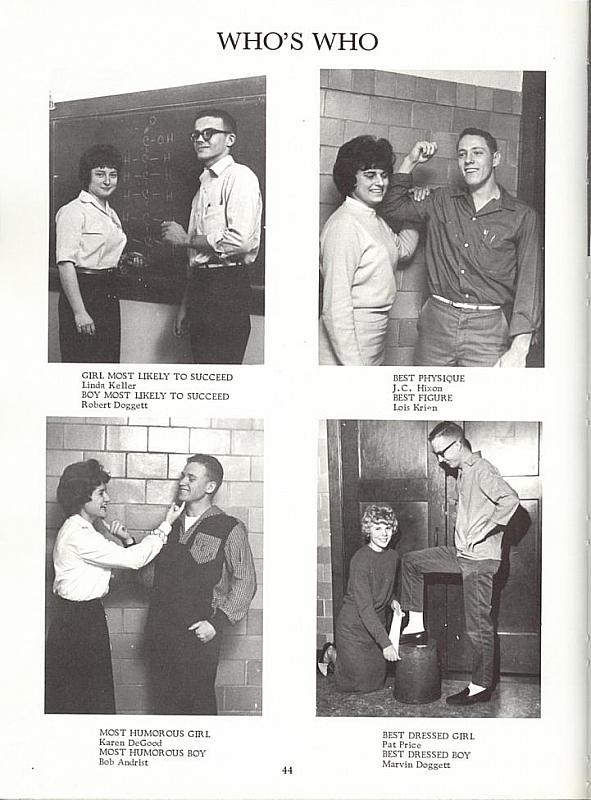 WHO'S WHO
GIRL MOST LIKELY TO SUCCEED
Linda Keller
BOY MOST LIKELY TO SUCCEED
Robert Doggett
BEST PHYSIQUE
J.C. Hixon
BEST FIGURE
Lois Krien
MOST HUMOROUS GIRL
Karen DeGood
MOST HUMOROUS BOY
Bob Andrist
BEST DRESSED GIRL
Pat Price
BEST DRESSED BOY
Marvin Doggett
44